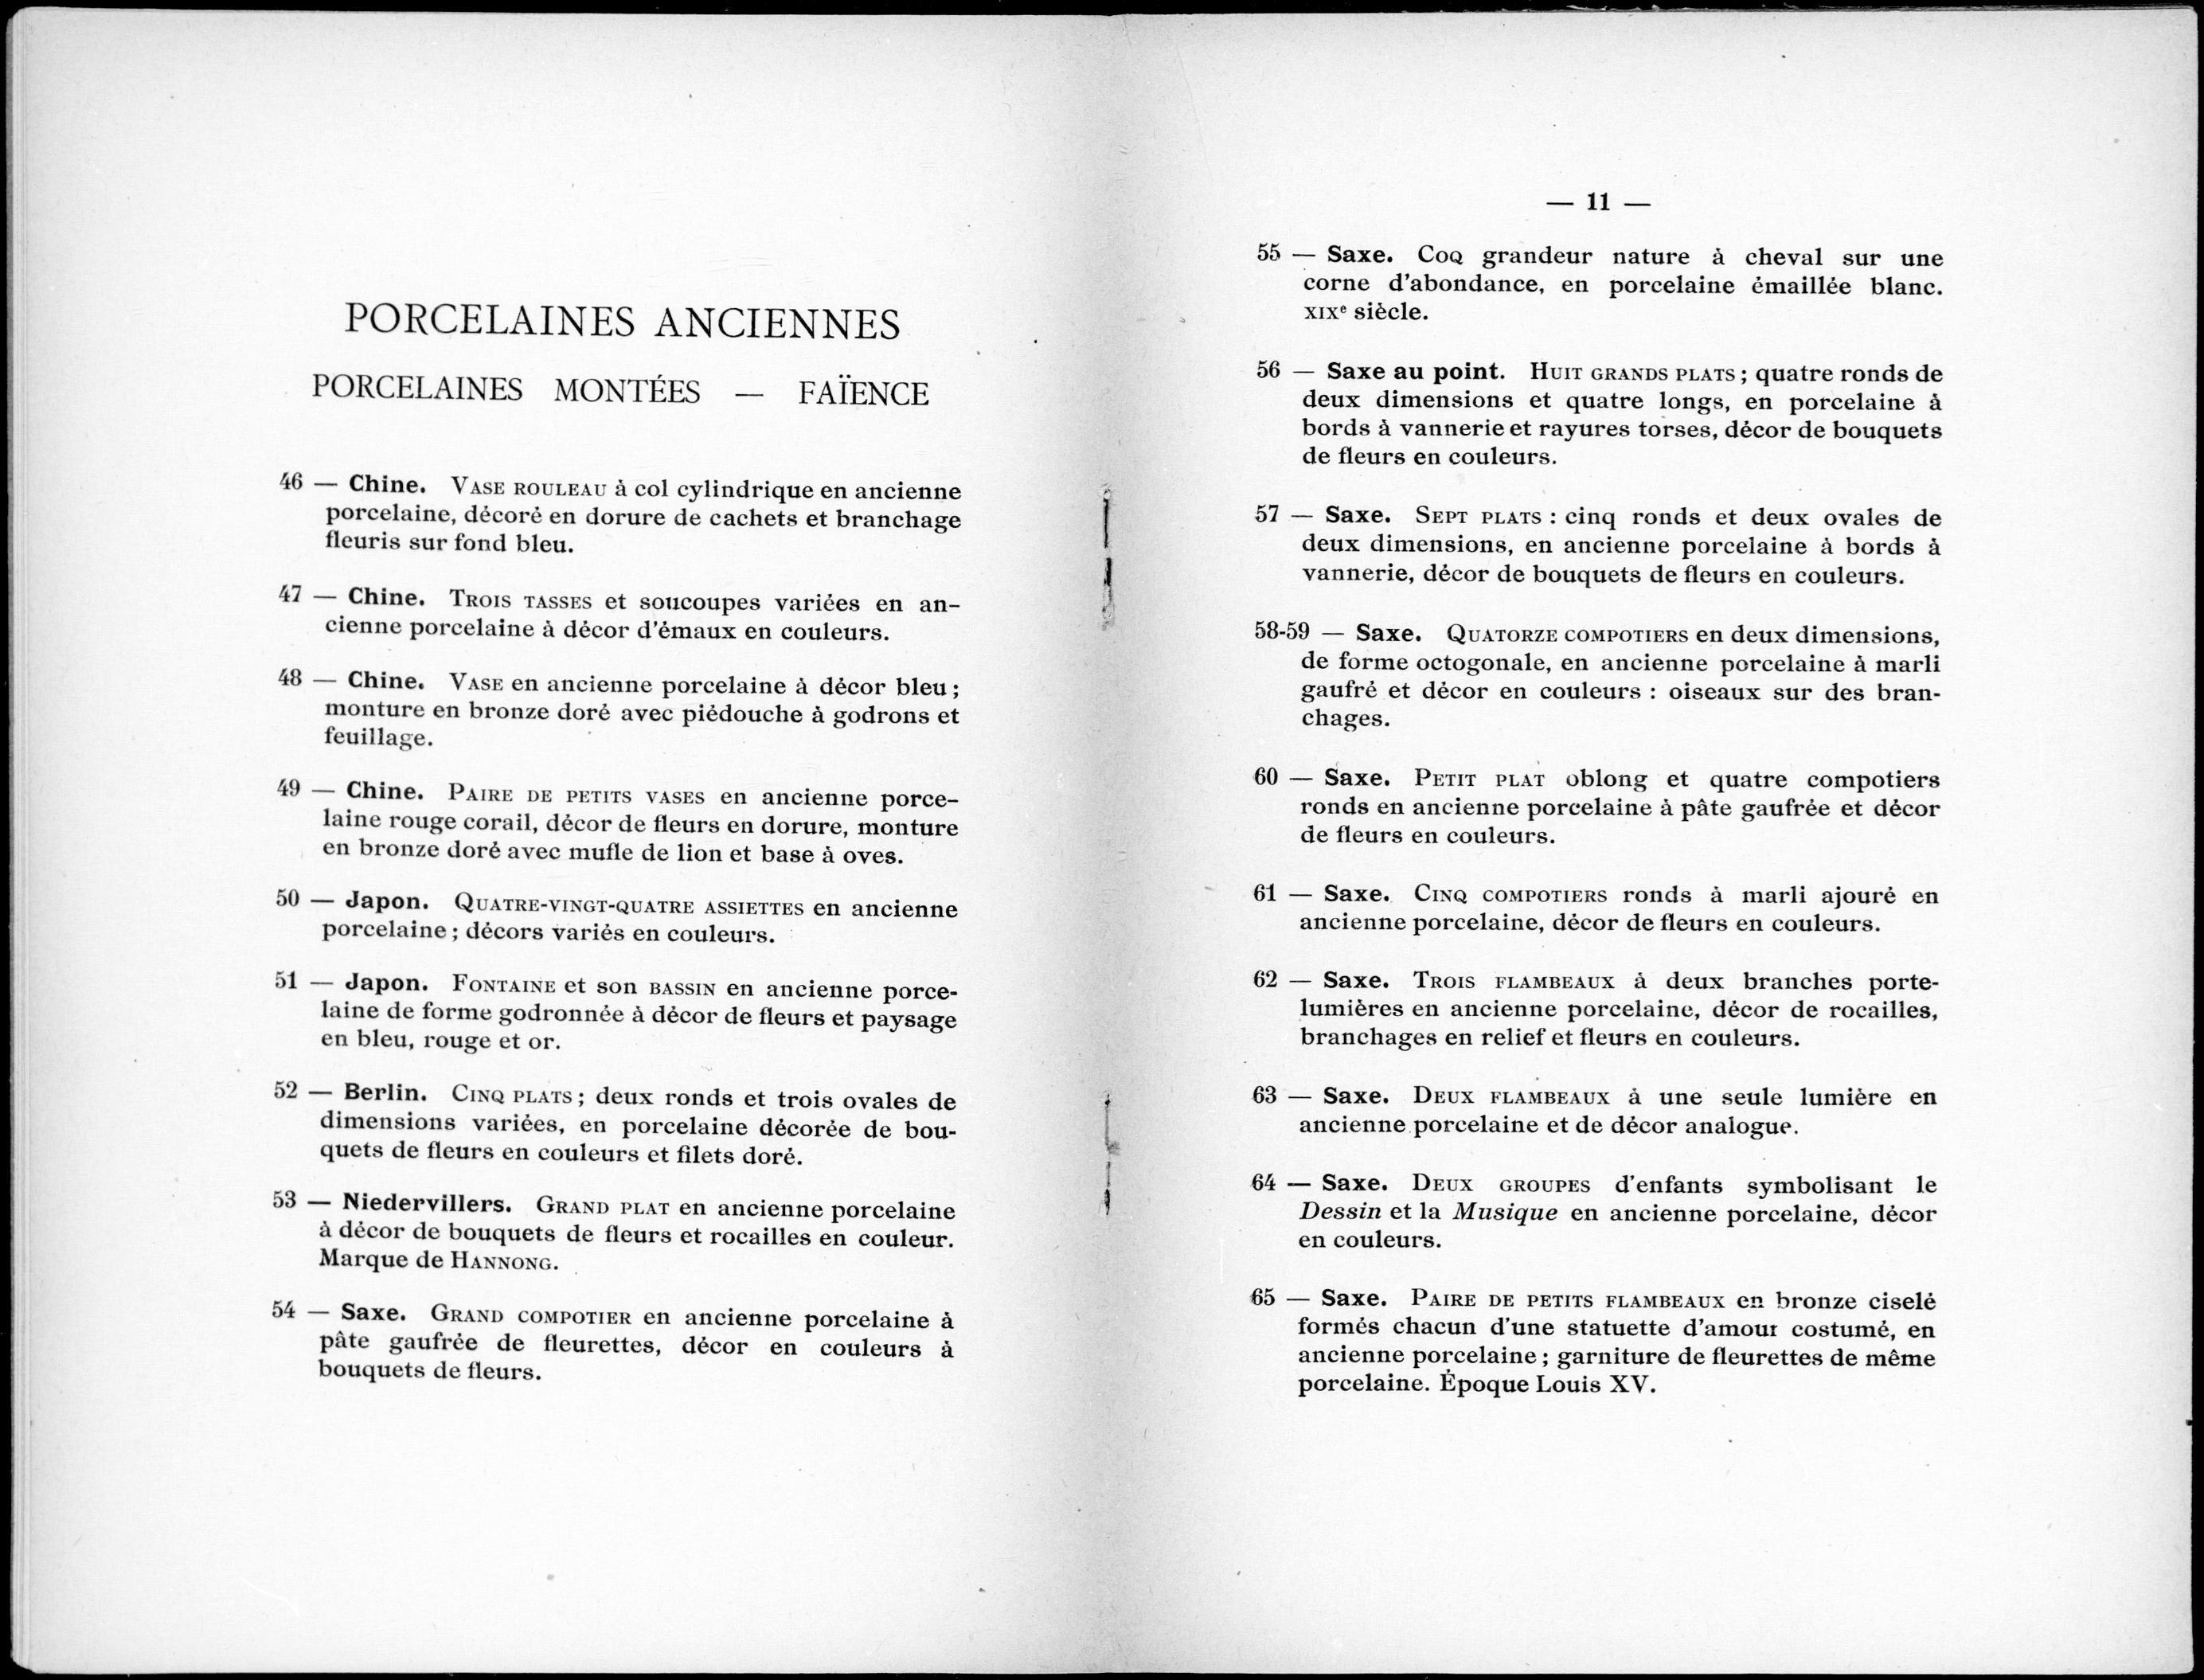 PORCELAINES ANCIENNES
PORCELAINES MONTÉES — FAÏENCE
46 — Chine. VASE ROULEAU à col cylindrique en ancienne
porcelaine, décoré en dorure de cachets et branchage
fleuris sur fond bleu.
47 — Chine. TROIS TASSES et soucoupes variées en an-
cienne porcelaine à décor d'émaux en couleurs.
48 — Chine. VASE en ancienne porcelaine à décor bleu ;
monture en bronze doré avec piédouche à godrons et
feuillage.
49 — Chine. PAIRE DE PETITS VASES en ancienne porce-
laine rouge corail, décor de fleurs en dorure, monture
en bronze doré avec mufle de lion et base à oves.
50 — Japon. QUATRE-VINGT-QUATRE ASSIETTES en ancienne
porcelaine ; décors variés en couleurs.
51 — Japon. FONTAINE et son BASSIN en ancienne porce-
laine de forme godronnée à décor de fleurs et paysage
en bleu, rouge et or.
52 — Berlin. CINQ PLATS ; deux ronds et trois ovales de
dimensions variées, en porcelaine décorée de bou-
quets de fleurs en couleurs et filets doré.
53 — Niedervillers. GRAND PLAT en ancienne porcelaine
à décor de bouquets de fleurs et rocailles en couleur.
Marque de HANNONG.
54 — Saxe. GRAND COMPOTIER en ancienne porcelaine à
pâte gaufrée de fleurettes, décor en couleurs à
bouquets de fleurs.
— 11 —
55 — Saxe. COQ grandeur nature à cheval sur une
corne d'abondance, en porcelaine émaillée blanc.
XIXe siècle.
56 — Saxe au point. HUIT GRANDS PLATS ; quatre ronds de
deux dimensions et quatre longs, en porcelaine à
bords à vannerie et rayures torses, décor de bouquets
de fleurs en couleurs.
57 — Saxe. SEPT PLATS : cinq ronds et deux ovales de
deux dimensions, en ancienne porcelaine à bords à
vannerie, décor de bouquets de fleurs en couleurs.
58-59 — Saxe. QUATORZE COMPOTIERS en deux dimensions,
de forme octogonale, en ancienne porcelaine à marli
gaufré et décor en couleurs : oiseaux sur des bran-
chages.
60 — Saxe. PETIT PLAT oblong et quatre compotiers
ronds en ancienne porcelaine à pâte gaufrée et décor
de fleurs en couleurs.
61 — Saxe. CINQ COMPOTIERS ronds à marli ajouré en
ancienne porcelaine, décor de fleurs en couleurs.
62 — Saxe. TROIS FLAMBEAUX à deux branches porte-
lumières en ancienne porcelaine, décor de rocailles,
branchages en relief et fleurs en couleurs.
63 — Saxe. DEUX FLAMBEAUX à une seule lumière en
ancienne porcelaine et de décor analogue.
64 — Saxe. DEUX GROUPES d'enfants symbolisant le
Dessin et la Musique en ancienne porcelaine, décor
en couleurs.
65 — Saxe. PAIRE DE PETITS FLAMBEAUX en bronze ciselé
formés chacun d'une statuette d'amour costumé, en
ancienne porcelaine ; garniture de fleurettes de même
porcelaine. Époque Louis XV.